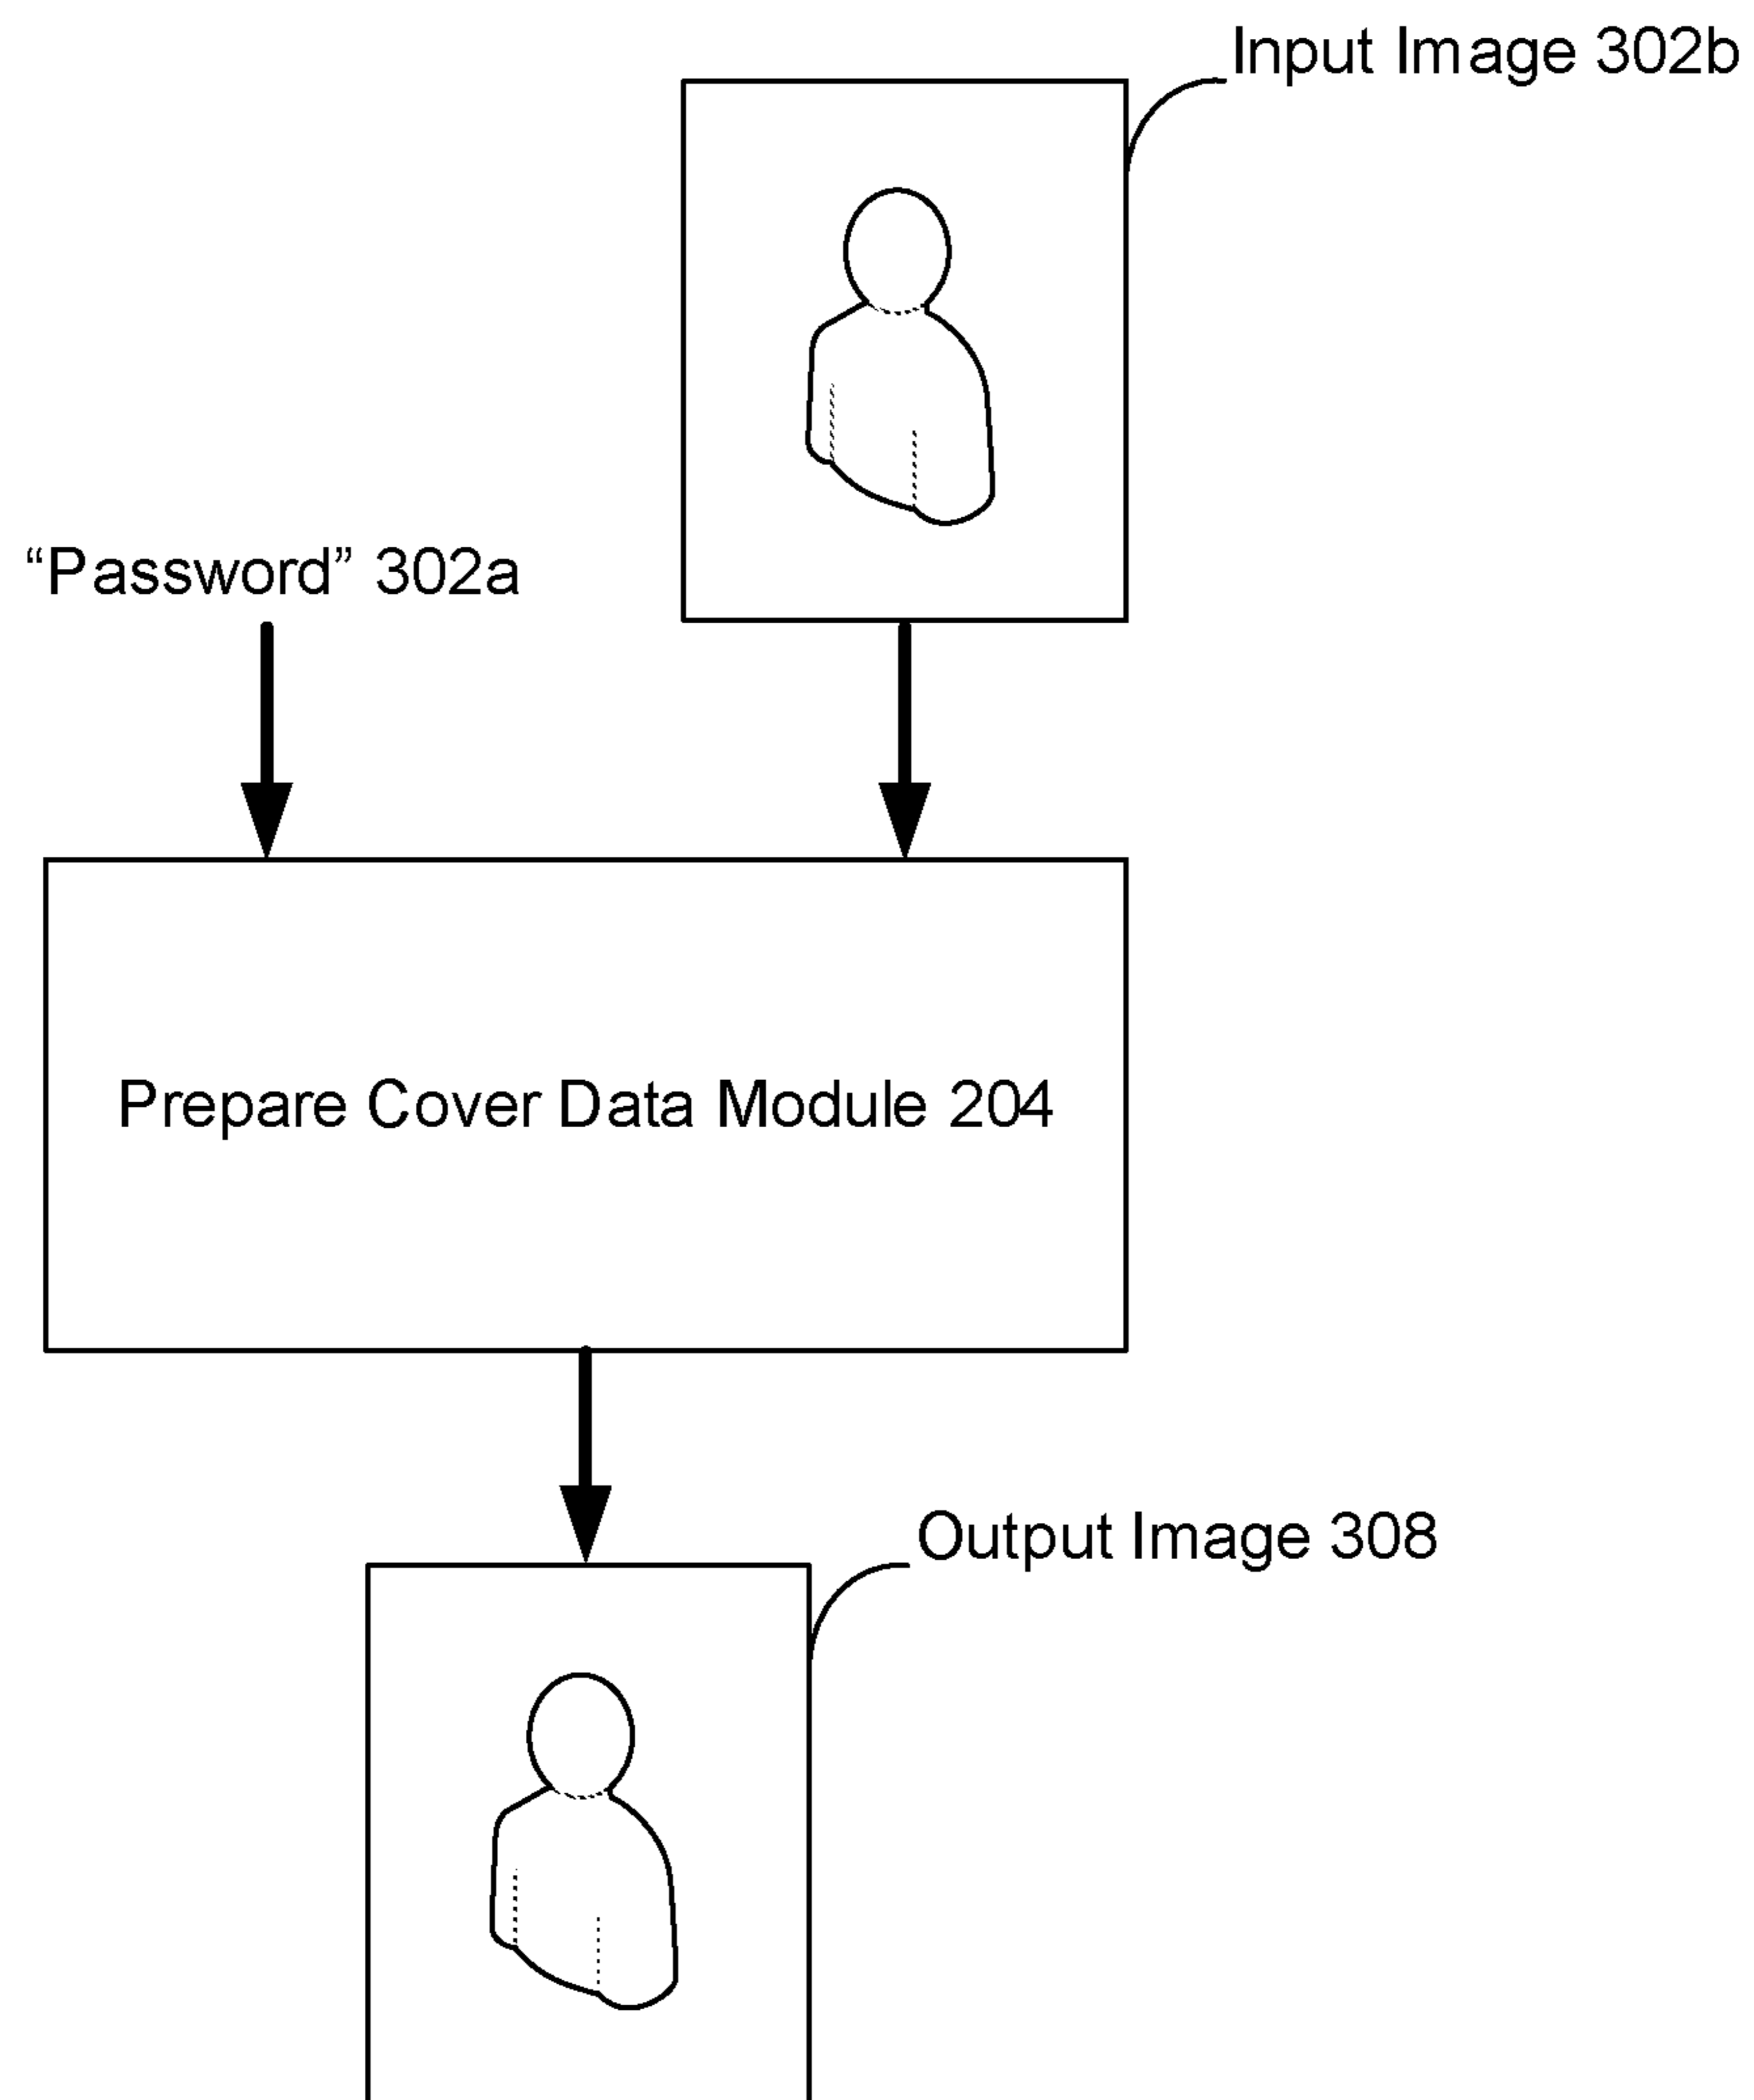 Input Image 302b
“Password” 302a
Prepare Cover Data Module 204
Output Image 308